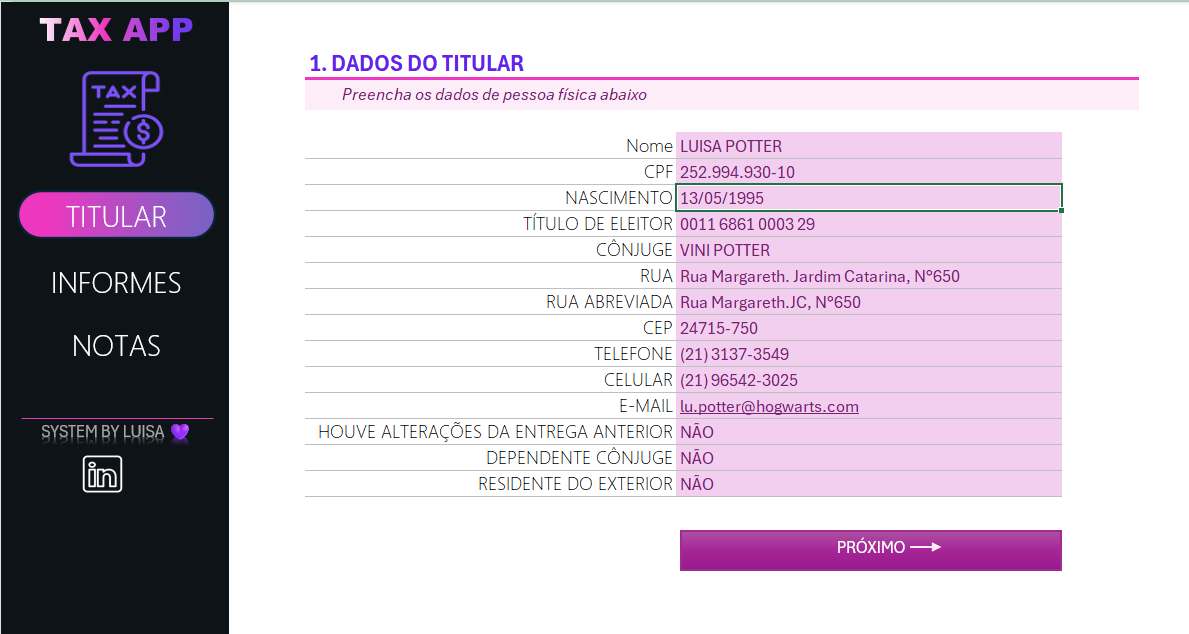 TAX APP
TAX
$
TITULAR
INFORMES
NOTAS
SYSTEM BY LUISA 💜
in
1. DADOS DO TITULAR
Preencha os dados de pessoa física abaixo
Nome LUISA POTTER
CPF 252.994.930-10
NASCIMENTO 13/05/1995
TÍTULO DE ELEITOR 0011 6861 0003 29
CÔNJUGE VINI POTTER
RUA Rua Margareth. Jardim Catarina, N°650
RUA ABREVIADA Rua Margareth.JC, N°650
CEP 24715-750
TELEFONE (21) 3137-3549
CELULAR (21) 96542-3025
E-MAIL lu.potter@hogwarts.com
HOUVE ALTERAÇÕES DA ENTREGA ANTERIOR NÃO
DEPENDENTE CÔNJUGE NÃO
RESIDENTE DO EXTERIOR NÃO
PRÓXIMO →